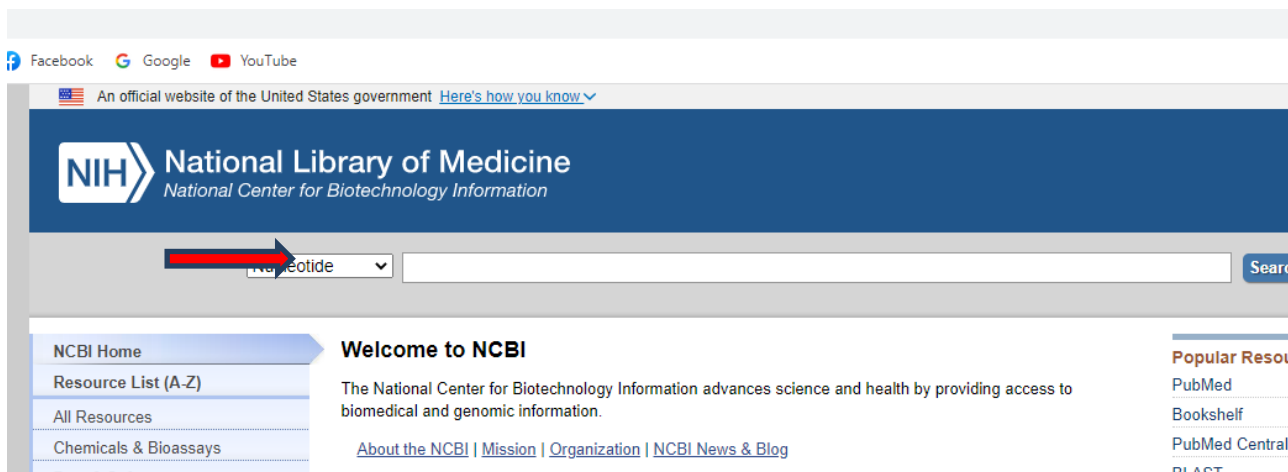 Facebook Google YouTube
An official website of the United States government Here's how you know
NIH National Library of Medicine
National Center for Biotechnology Information
NCBI Home
Resource List (A-Z)
All Resources
Chemicals & Bioassays
Welcome to NCBI
The National Center for Biotechnology Information advances science and health by providing access to
biomedical and genomic information.
About the NCBI | Mission | Organization | NCBI News & Blog
Popular
PubMed
Bookshelf
PubMed Central